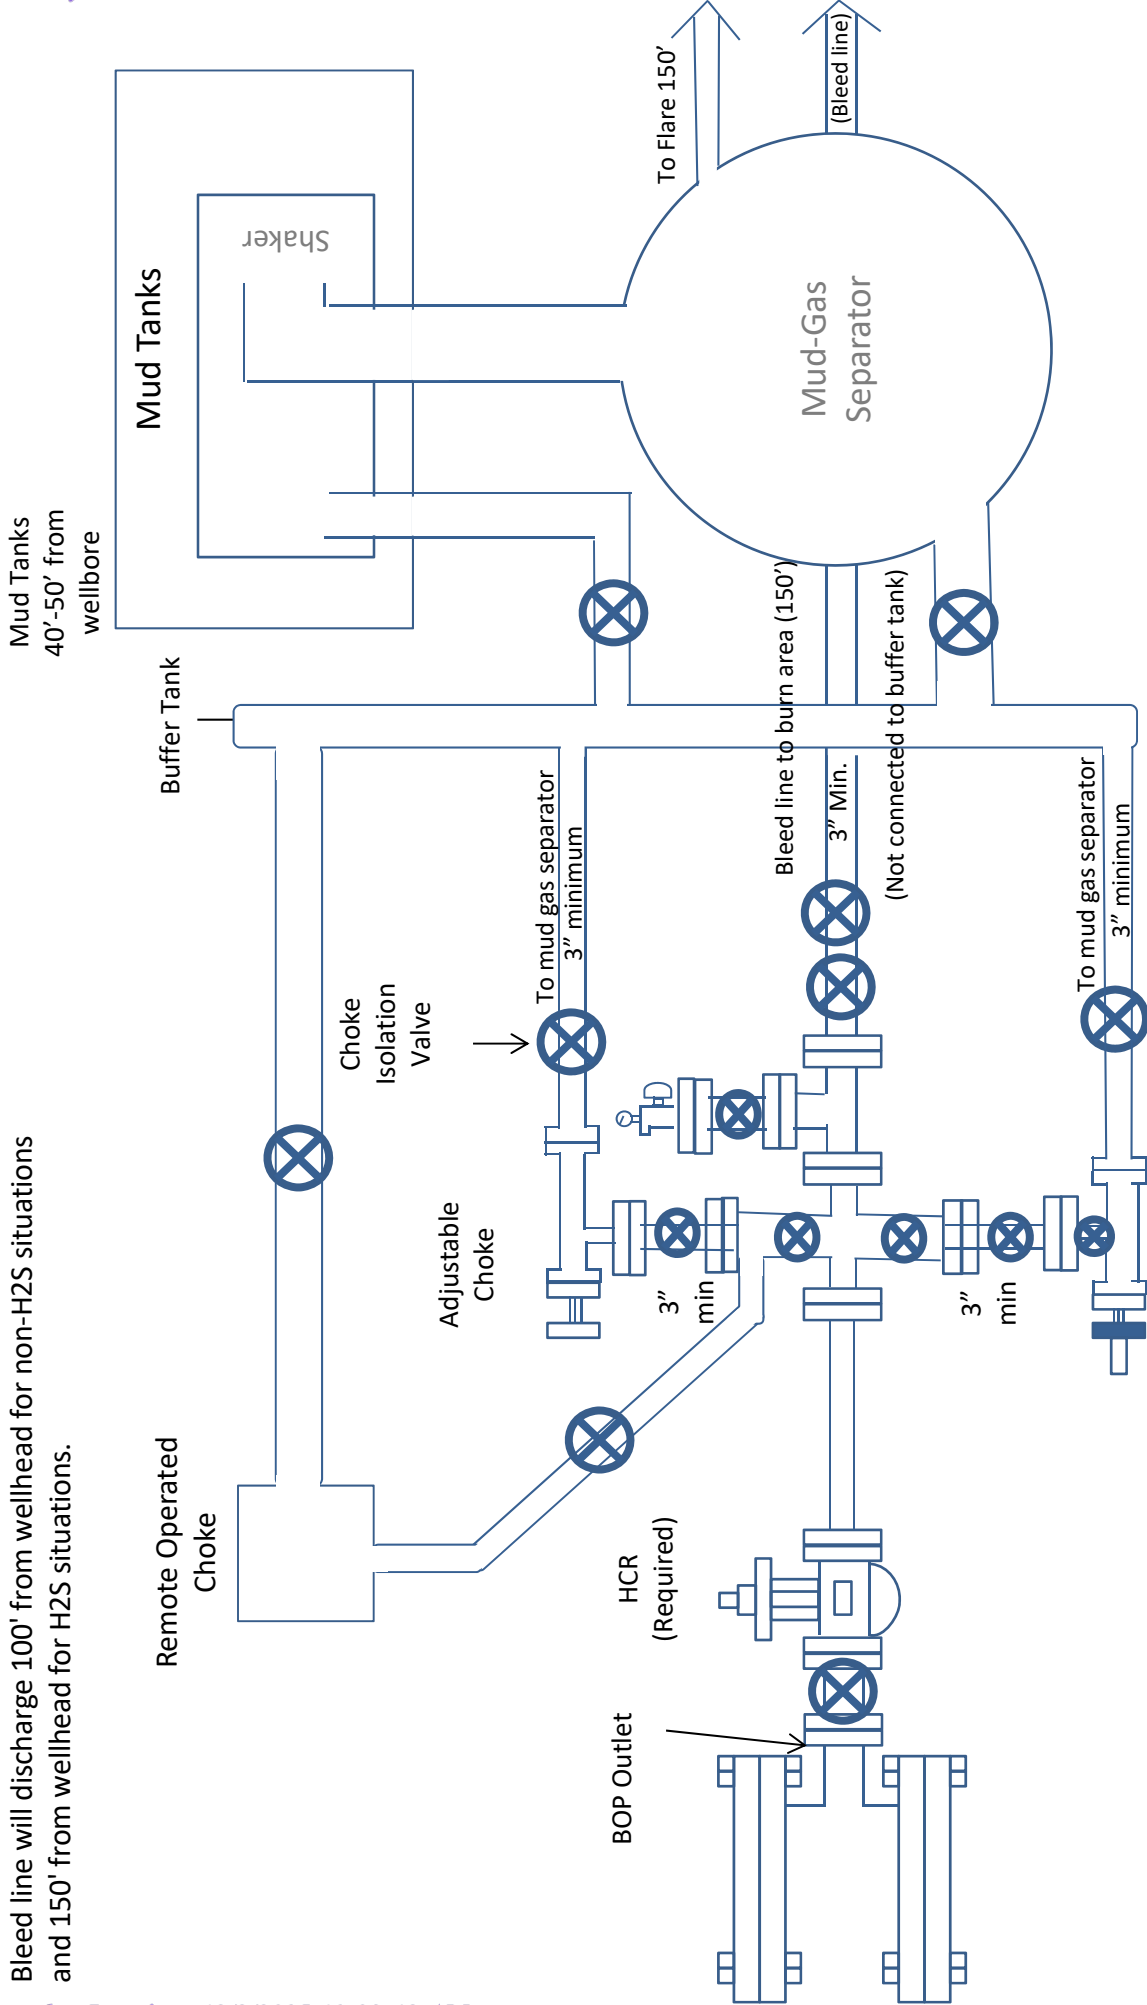 Bleed line will discharge 100' from wellhead for non-H2S situations
and 150' from wellhead for H2S situations.
Mud Tanks
40’-50’ from
wellbore
Mud Tanks
Shaker
Buffer Tank
Remote Operated
Choke
To Flare 150’
(Bleed line)
Mud-Gas
Separator
Choke
Isolation
Valve
Adjustable
Choke
To mud gas separator
3” minimum
Bleed line to burn area (150’)
3” Min.
(Not connected to buffer tank)
3”
min
3”
min
To mud gas separator
3” minimum
HCR
(Required)
BOP Outlet